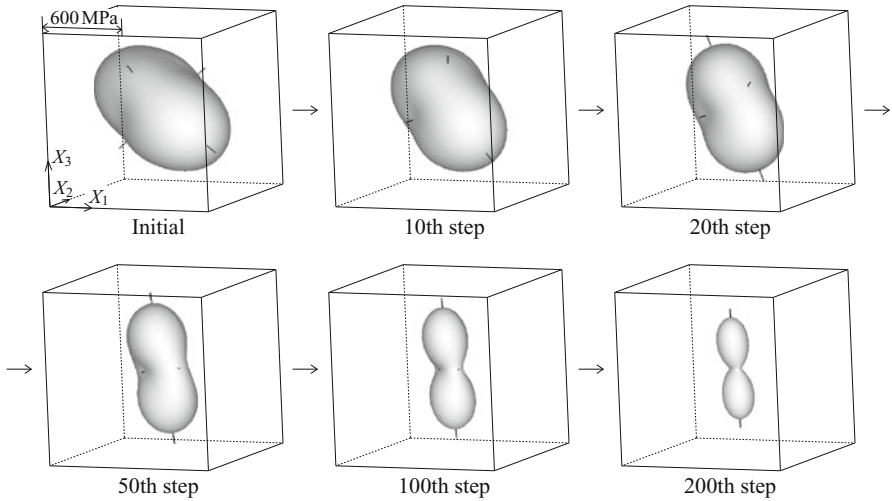 600 MPa
X3
X2
X1
Initial
10th step
20th step
50th step
100th step
200th step